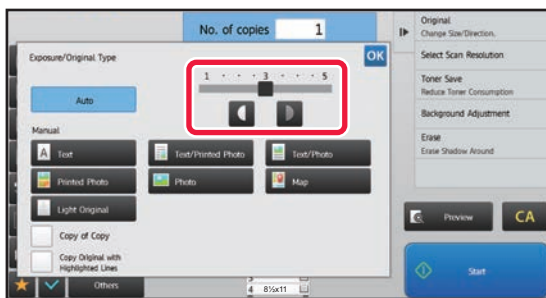 No. of copies 1
Original
Change Size/Direction.
Select Scan Resolution
Toner Save
Reduce Toner Consumption
Background Adjustment
Erase
Erase Shadow Around
Preview
CA
Start
Exposure/Original Type
OK
1 3 5
Auto
Manual
A Text
Text/Printed Photo
Text/Photo
Printed Photo
Photo
Map
Light Original
Copy of Copy
Copy Original with
Highlighted Lines
Others
4 8½x11